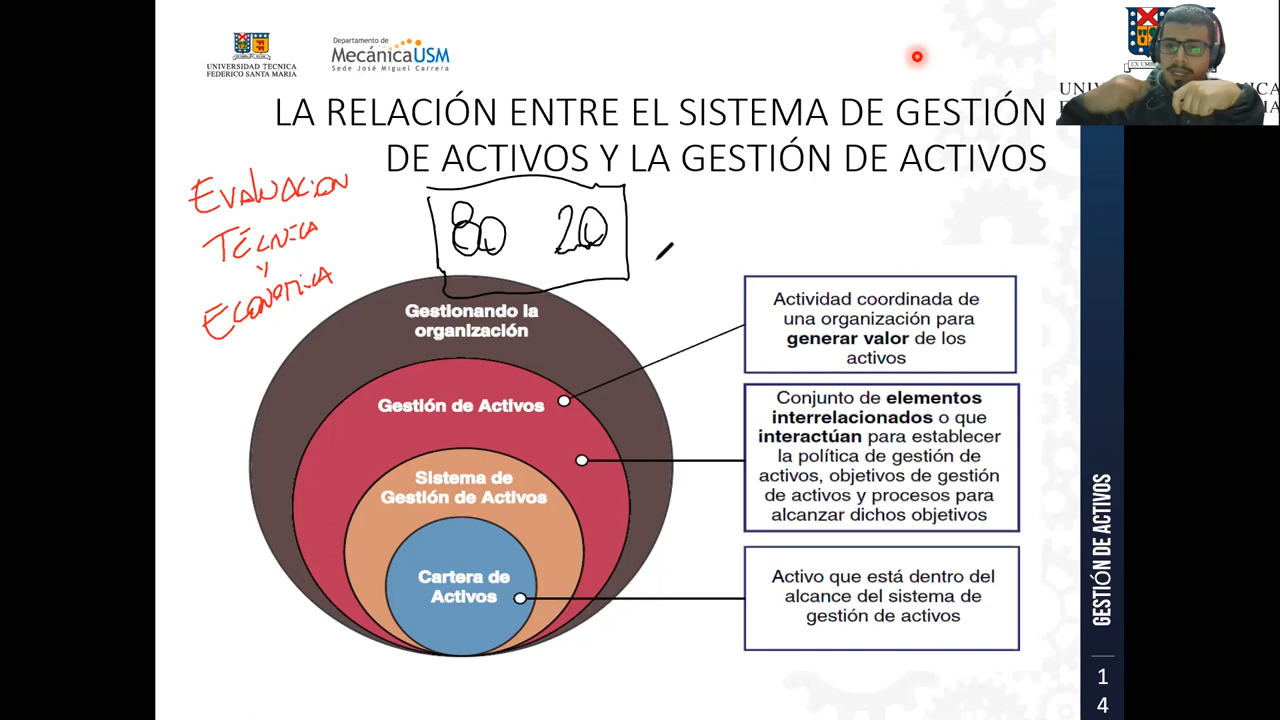 UNIVERSIDAD TECNICA
FEDERICO SANTA MARIA
Departamento de
MecánicaUSM
Sede José Miguel Carrera
LA RELACIÓN ENTRE EL SISTEMA DE GESTIÓN
DE ACTIVOS Y LA GESTIÓN DE ACTIVOS
EVALUACION
TÉCNICA
Y
ECONOMICA
80 20
Gestionando la
organización
Gestión de Activos
Sistema de
Gestión de Activos
Cartera de
Activos
Actividad coordinada de
una organización para
generar valor de los
activos
Conjunto de elementos
interrelacionados o que
interactúan para establecer
la política de gestión de
activos, objetivos de gestión
de activos y procesos para
alcanzar dichos objetivos
Activo que está dentro del
alcance del sistema de
gestión de activos
GESTIÓN DE ACTIVOS
1
4